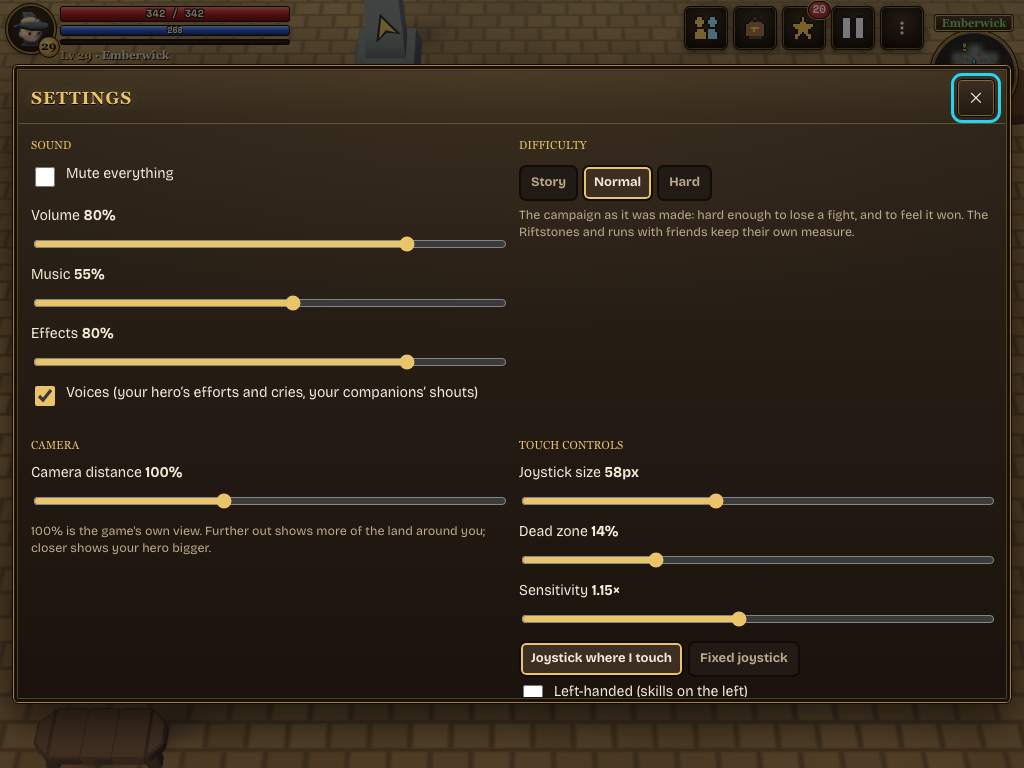 342 / 342
268
29
Lv 29 · Emberwick
20
Emberwick
SETTINGS
SOUND
Mute everything
Volume 80%
Music 55%
Effects 80%
Voices (your hero's efforts and cries, your companions' shouts)
DIFFICULTY
Story
Normal
Hard
The campaign as it was made: hard enough to lose a fight, and to feel it won. The
Riftstones and runs with friends keep their own measure.
CAMERA
Camera distance 100%
100% is the game's own view. Further out shows more of the land around you;
closer shows your hero bigger.
TOUCH CONTROLS
Joystick size 58px
Dead zone 14%
Sensitivity 1.15×
Joystick where I touch
Fixed joystick
Left-handed (skills on the left)